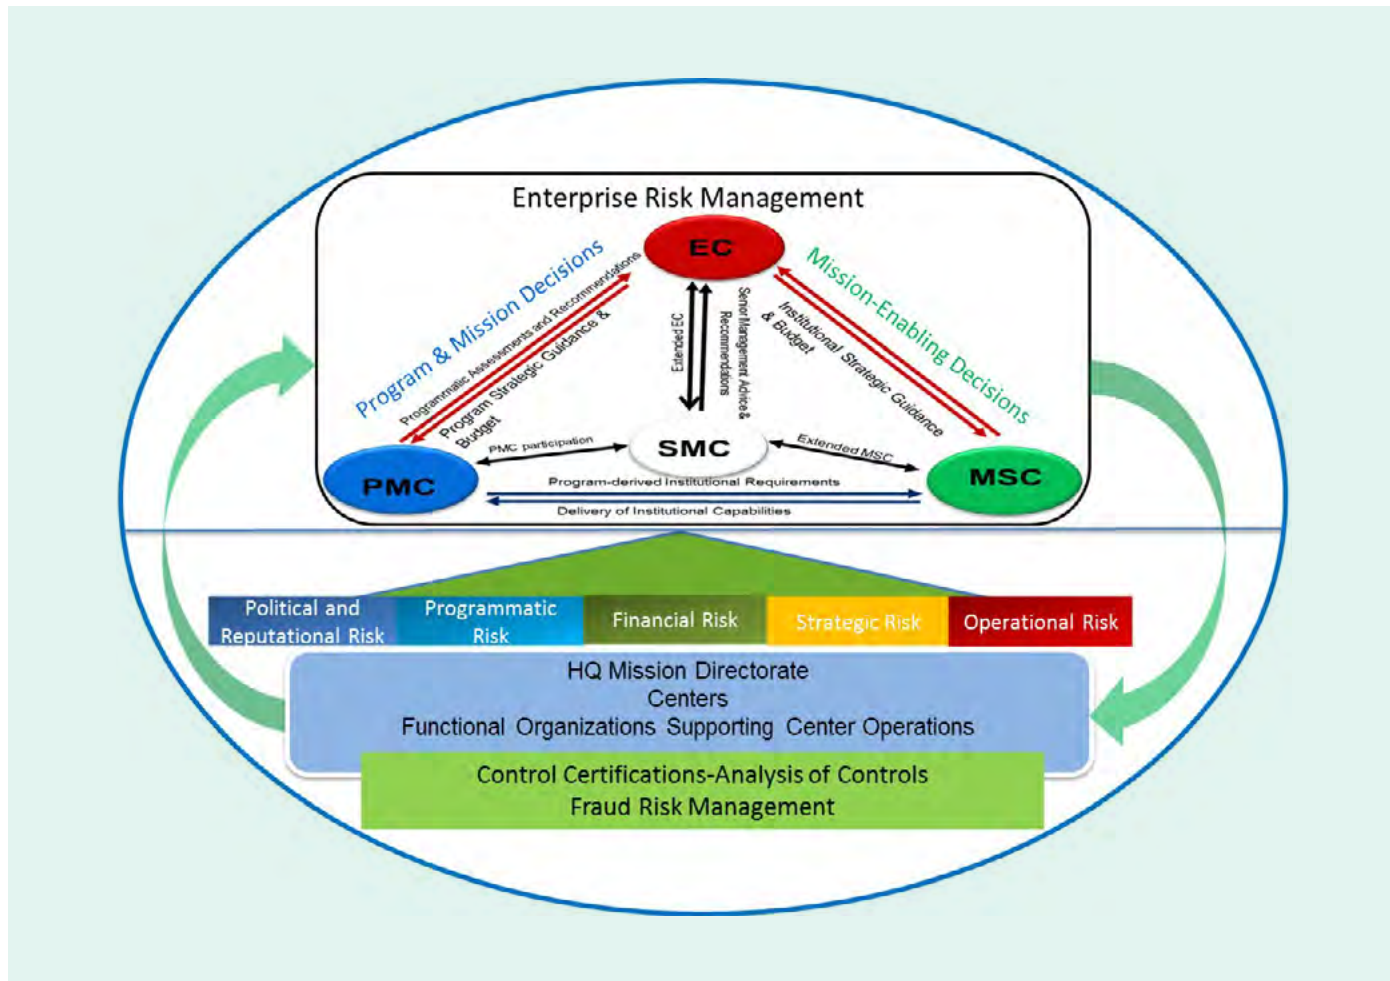 Enterprise Risk Management
EC
Program & Mission Decisions
Programmatic Assessments and Recommendations
Program Strategic Guidance &
Budget
Extended EC
Senior Management Advice &
Recommendations
Mission-Enabling Decisions
Institutional Strategic Guidance
& Budget
PMC participation
SMC
Extended MSC
PMC
MSC
Program-derived Institutional Requirements
Delivery of Institutional Capabilities
Political and
Reputational Risk
Programmatic
Risk
Financial Risk
Strategic Risk
Operational Risk
HQ Mission Directorate
Centers
Functional Organizations Supporting Center Operations
Control Certifications-Analysis of Controls
Fraud Risk Management